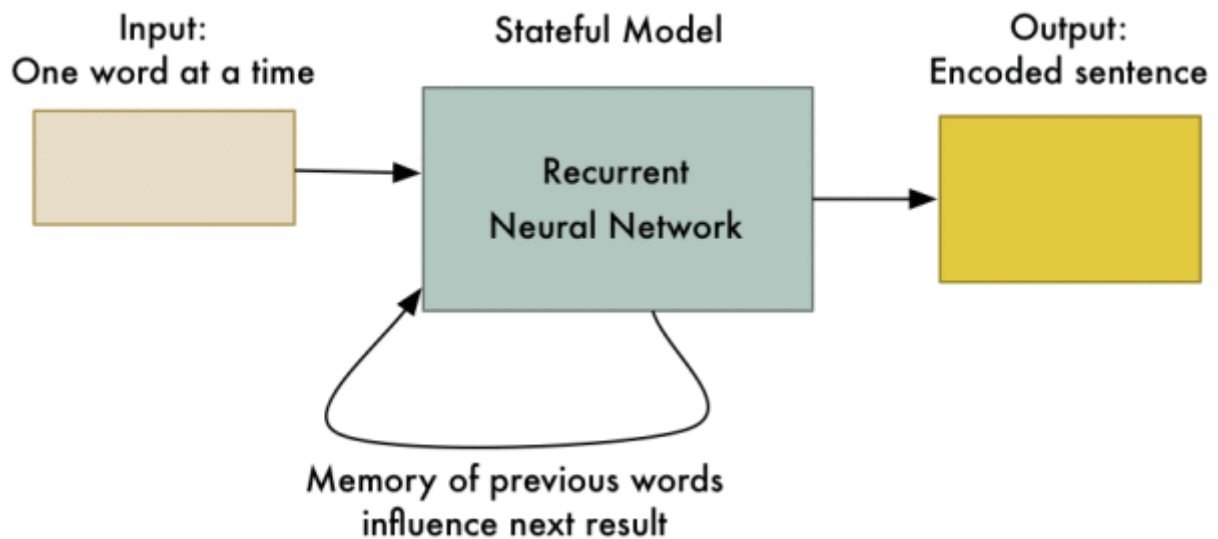 Input:
One word at a time
Stateful Model
Output:
Encoded sentence
Recurrent
Neural Network
Memory of previous words
influence next result